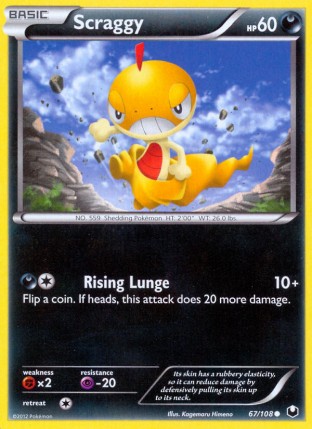 BASIC
Scraggy
HP60
NO. 559 Shedding Pokémon HT: 2'00" WT: 26.0 lbs.
Rising Lunge 10+
Flip a coin. If heads, this attack does 20 more damage.
weakness
×2
resistance
-20
retreat
Its skin has a rubbery elasticity,
so it can reduce damage by
defensively pulling its skin up
to its neck.
©2012 Pokémon
Illus. Kagemaru Himeno
67/108